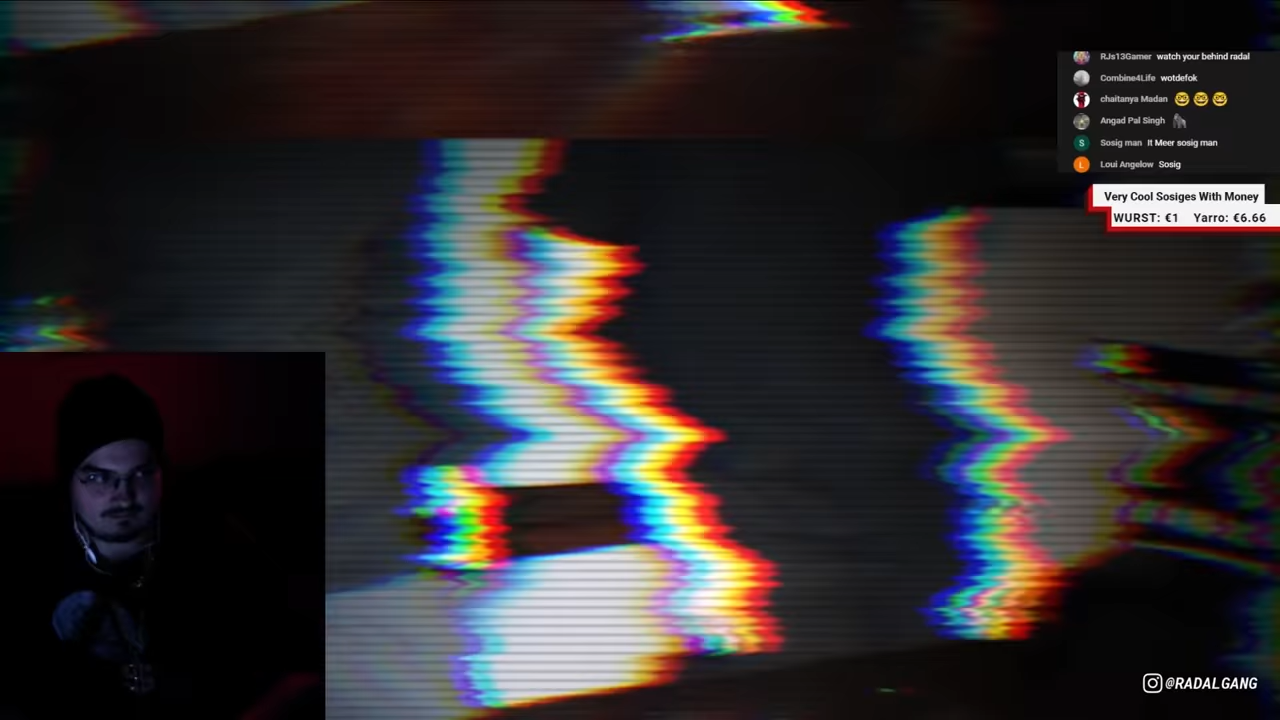 RJs13Gamer watch your behind radal
Combine4Life wotdefok
chaitanya Madan 🤓 🤓 🤓
Angad Pal Singh 🦍
S Sosig man It Meer sosig man
L Loui Angelow Sosig
Very Cool Sosiges With Money
WURST: €1 Yarro: €6.66
@RADALGANG